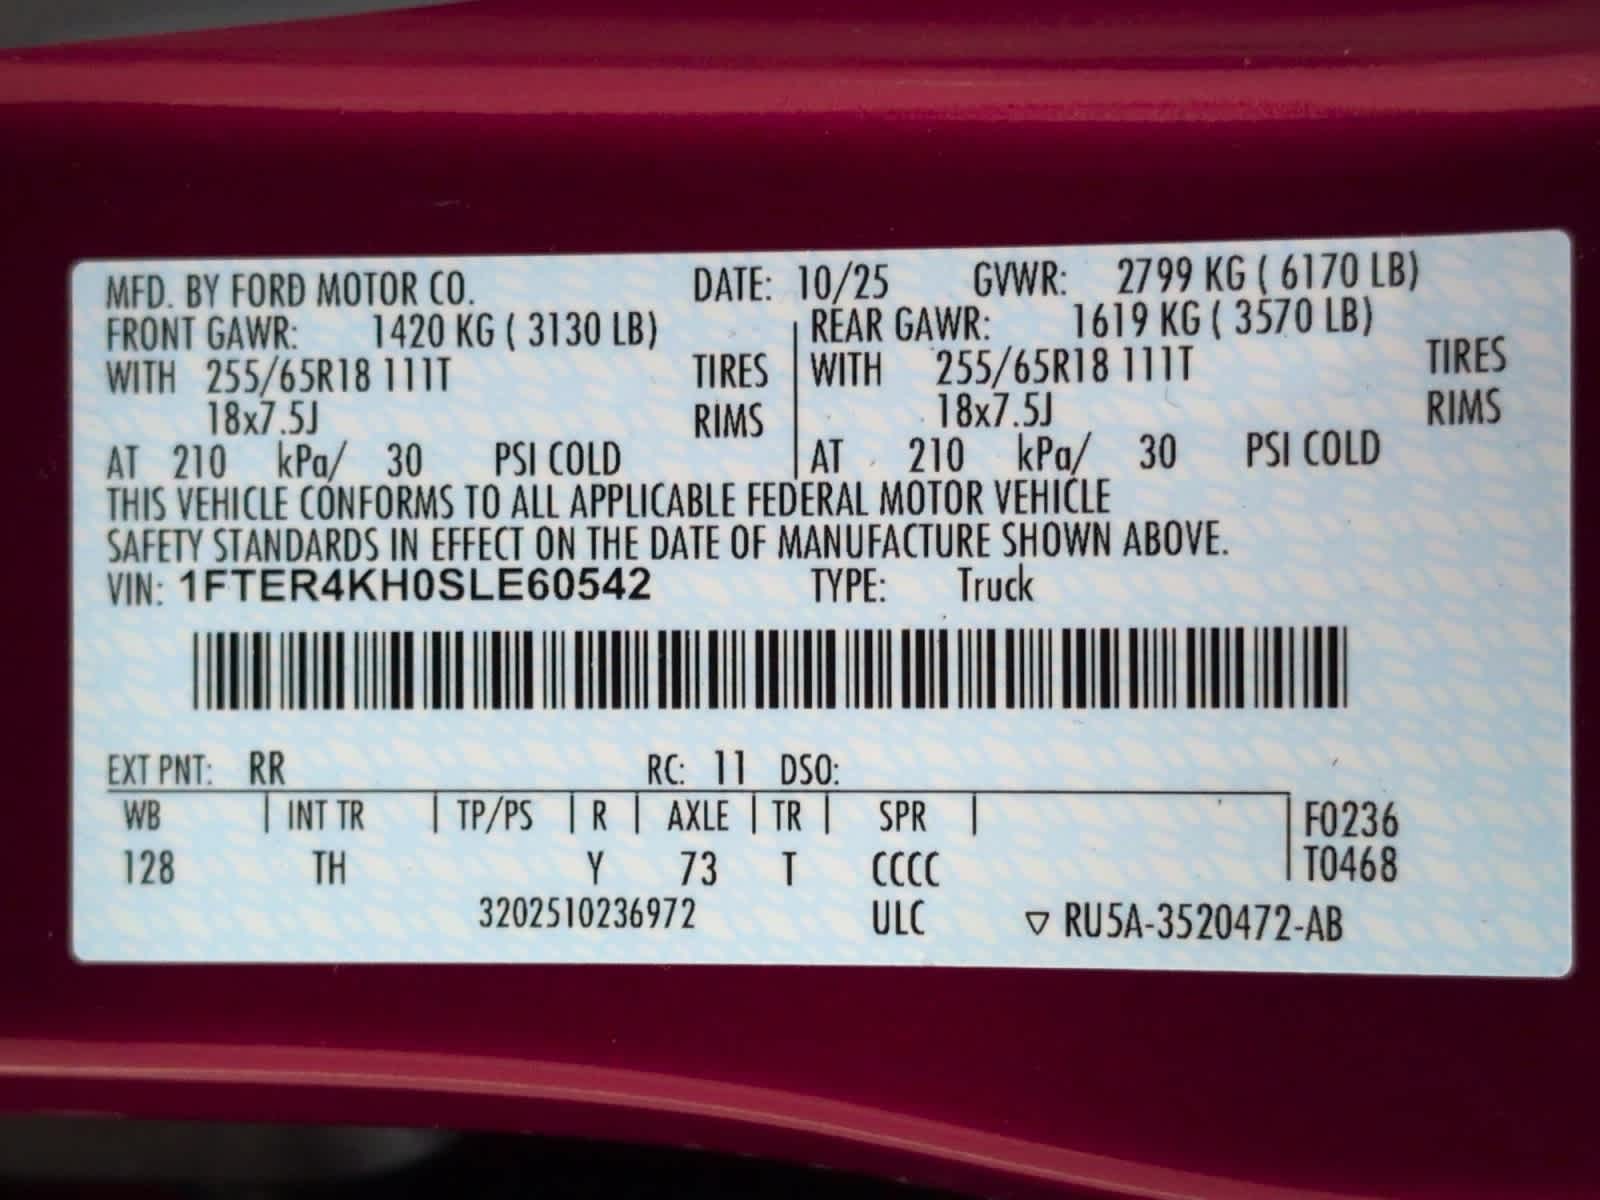 MFD. BY FORD MOTOR CO. DATE: 10/25 GVWR: 2799 KG ( 6170 LB)
FRONT GAWR: 1420 KG ( 3130 LB) REAR GAWR: 1619 KG ( 3570 LB)
WITH 255/65R18 111T TIRES WITH 255/65R18 111T TIRES
18x7.5J RIMS 18x7.5J RIMS
AT 210 kPa/ 30 PSI COLD AT 210 kPa/ 30 PSI COLD
THIS VEHICLE CONFORMS TO ALL APPLICABLE FEDERAL MOTOR VEHICLE
SAFETY STANDARDS IN EFFECT ON THE DATE OF MANUFACTURE SHOWN ABOVE.
VIN: 1FTER4KH0SLE60542 TYPE: Truck
EXT PNT: RR RC: 11 DSO:
WB INT TR TP/PS R AXLE TR SPR F0236
128 TH Y 73 T CCCC T0468
3202510236972 ULC ▽ RU5A-3520472-AB